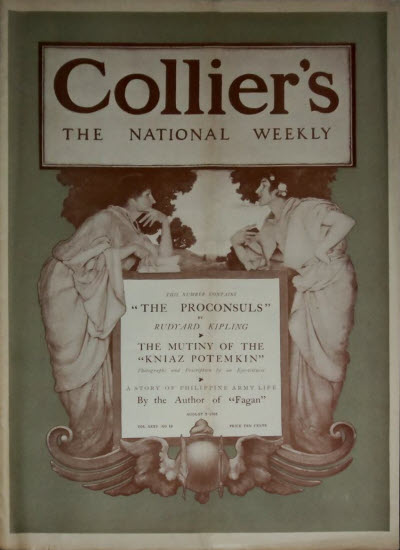 Collier's
THE NATIONAL WEEKLY
THIS NUMBER CONTAINS
"THE PROCONSULS"
BY
RUDYARD KIPLING
THE MUTINY OF THE
"KNIAZ POTEMKIN"
Photographs and Description by an Eyewitness
A STORY OF PHILIPPINE ARMY LIFE
By the Author of "Fagan"
PRICE TEN CENTS